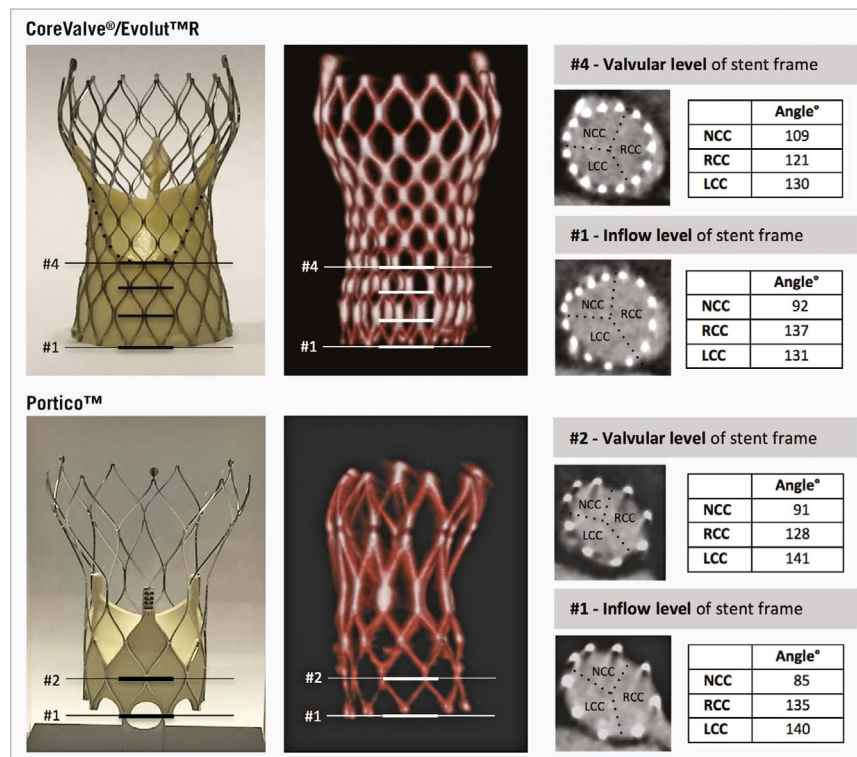 CoreValve®/Evolut™R
#4
#1
#4
#1
#4 - Valvular level of stent frame
NCC
RCC
LCC
Angle°
NCC 109
RCC 121
LCC 130
#1 - Inflow level of stent frame
NCC
RCC
LCC
Angle°
NCC 92
RCC 137
LCC 131
Portico™
#2
#1
#2
#1
#2 - Valvular level of stent frame
NCC
RCC
LCC
Angle°
NCC 91
RCC 128
LCC 141
#1 - Inflow level of stent frame
NCC
RCC
LCC
Angle°
NCC 85
RCC 135
LCC 140